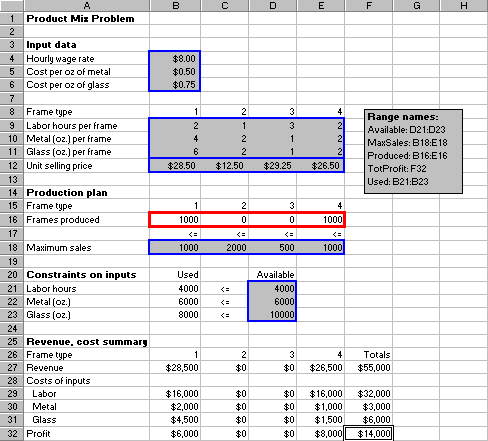 A B C D E F G H
1 Product Mix Problem
2
3 Input data
4 Hourly wage rate $8.00
5 Cost per oz of metal $0.50
6 Cost per oz of glass $0.75
7
8 Frame type 1 2 3 4
9 Labor hours per frame 2 1 3 2
10 Metal (oz.) per frame 4 2 1 2
11 Glass (oz.) per frame 6 2 1 2
12 Unit selling price $28.50 $12.50 $29.25 $26.50
Range names:
Available: D21:D23
MaxSales: B18:E18
Produced: B16:E16
TotProfit: F32
Used: B21:B23
13
14 Production plan
15 Frame type 1 2 3 4
16 Frames produced 1000 0 0 1000
17 <= <= <= <=
18 Maximum sales 1000 2000 500 1000
19
20 Constraints on inputs Used Available
21 Labor hours 4000 <= 4000
22 Metal (oz.) 6000 <= 6000
23 Glass (oz.) 8000 <= 10000
24
25 Revenue, cost summary
26 Frame type 1 2 3 4 Totals
27 Revenue $28,500 $0 $0 $26,500 $55,000
28 Costs of inputs
29 Labor $16,000 $0 $0 $16,000 $32,000
30 Metal $2,000 $0 $0 $1,000 $3,000
31 Glass $4,500 $0 $0 $1,500 $6,000
32 Profit $6,000 $0 $0 $8,000 $14,000